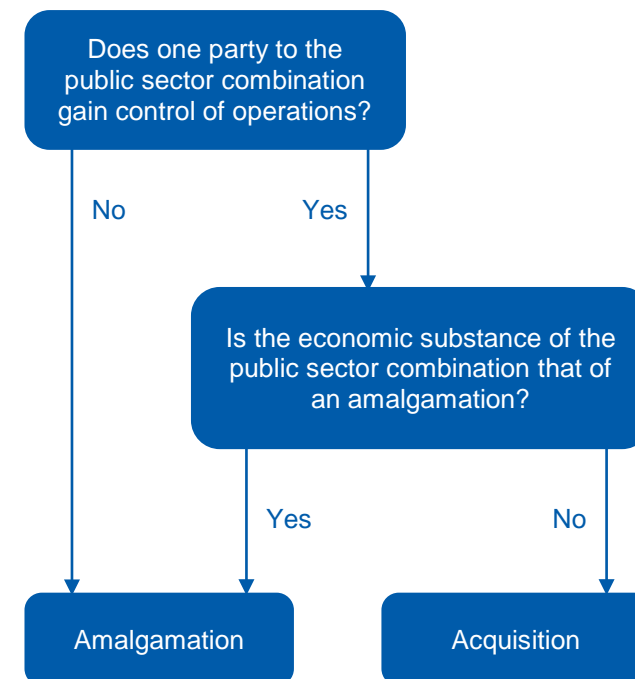 Does one party to the
public sector combination
gain control of operations?
No
Yes
Is the economic substance of the
public sector combination that of
an amalgamation?
Yes
No
Amalgamation
Acquisition